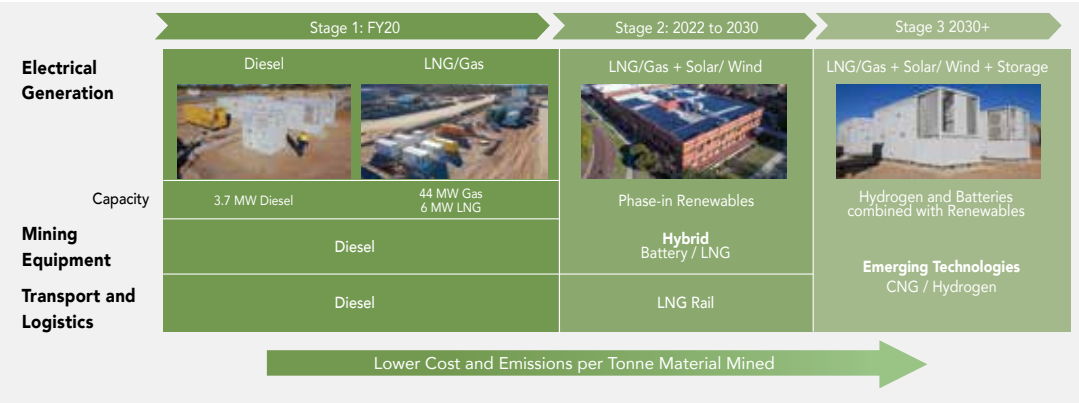 Stage 1: FY20
Stage 2: 2022 to 2030
Stage 3 2030+
Electrical
Generation
Diesel
LNG/Gas
LNG/Gas + Solar/ Wind
LNG/Gas + Solar/ Wind + Storage
Capacity
3.7 MW Diesel
44 MW Gas
6 MW LNG
Phase-in Renewables
Hydrogen and Batteries
combined with Renewables
Mining
Equipment
Diesel
Hybrid
Battery / LNG
Emerging Technologies
CNG / Hydrogen
Transport and
Logistics
Diesel
LNG Rail
Lower Cost and Emissions per Tonne Material Mined